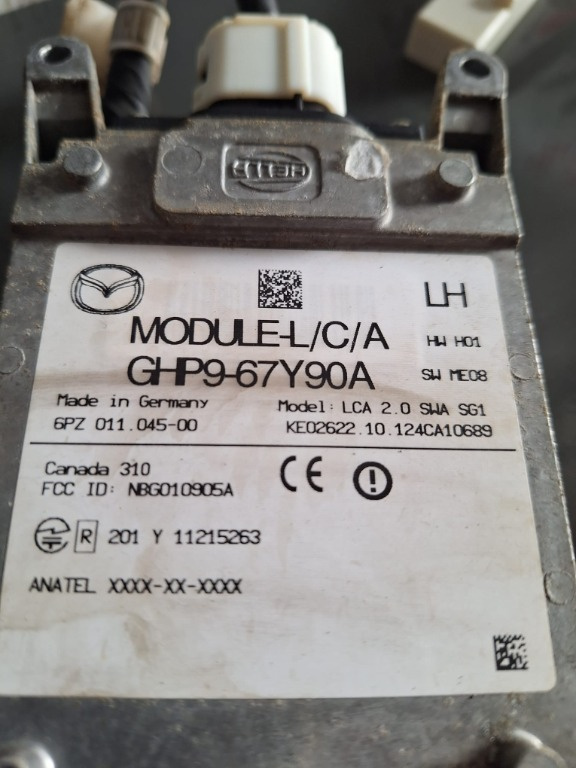 HELLA
LH
MODULE-L/C/A
HW H01
GHP9-67Y90A
SW ME08
Made in Germany
Model: LCA 2.0 SWA SG1
6PZ 011.045-00
KE02622.10.124CA10689
Canada 310
FCC ID: NBG010905A
CE
R 201 Y 11215263
ANATEL XXXX-XX-XXXX